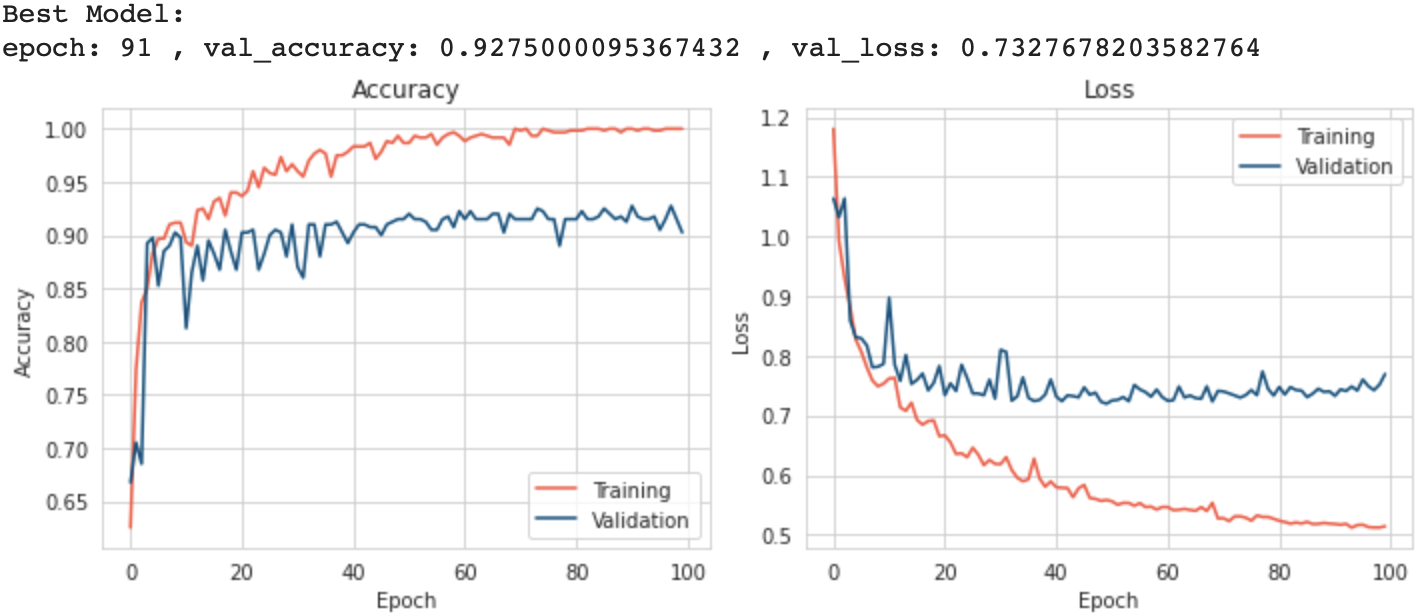 Best Model:
epoch: 91 , val_accuracy: 0.9275000095367432 , val_loss: 0.7327678203582764
Accuracy
1.00
0.95
0.90
0.85
0.80
0.75
0.70
0.65
Accuracy
Training
Validation
0
20
40
60
80
100
Epoch
Loss
1.2
1.1
1.0
0.9
0.8
0.7
0.6
0.5
Loss
Training
Validation
0
20
40
60
80
100
Epoch